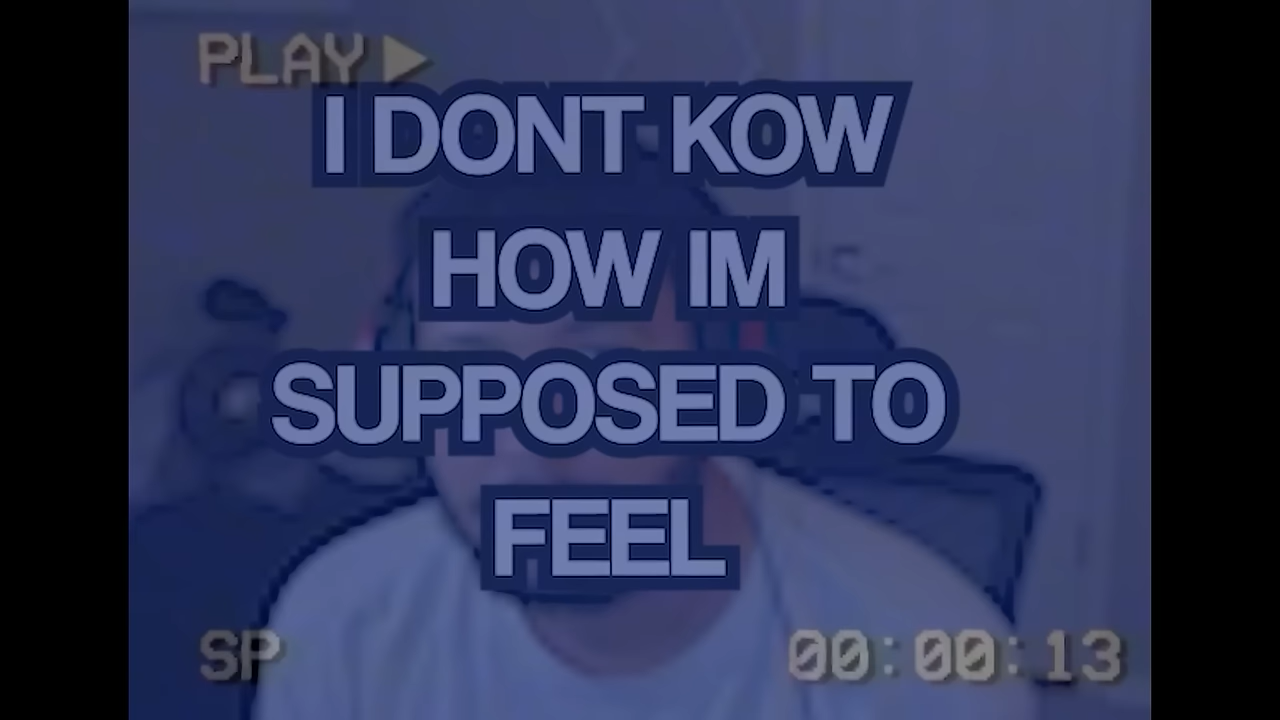 PLAY
I DONT KOW
HOW IM
SUPPOSED TO
FEEL
SP
00:00:13